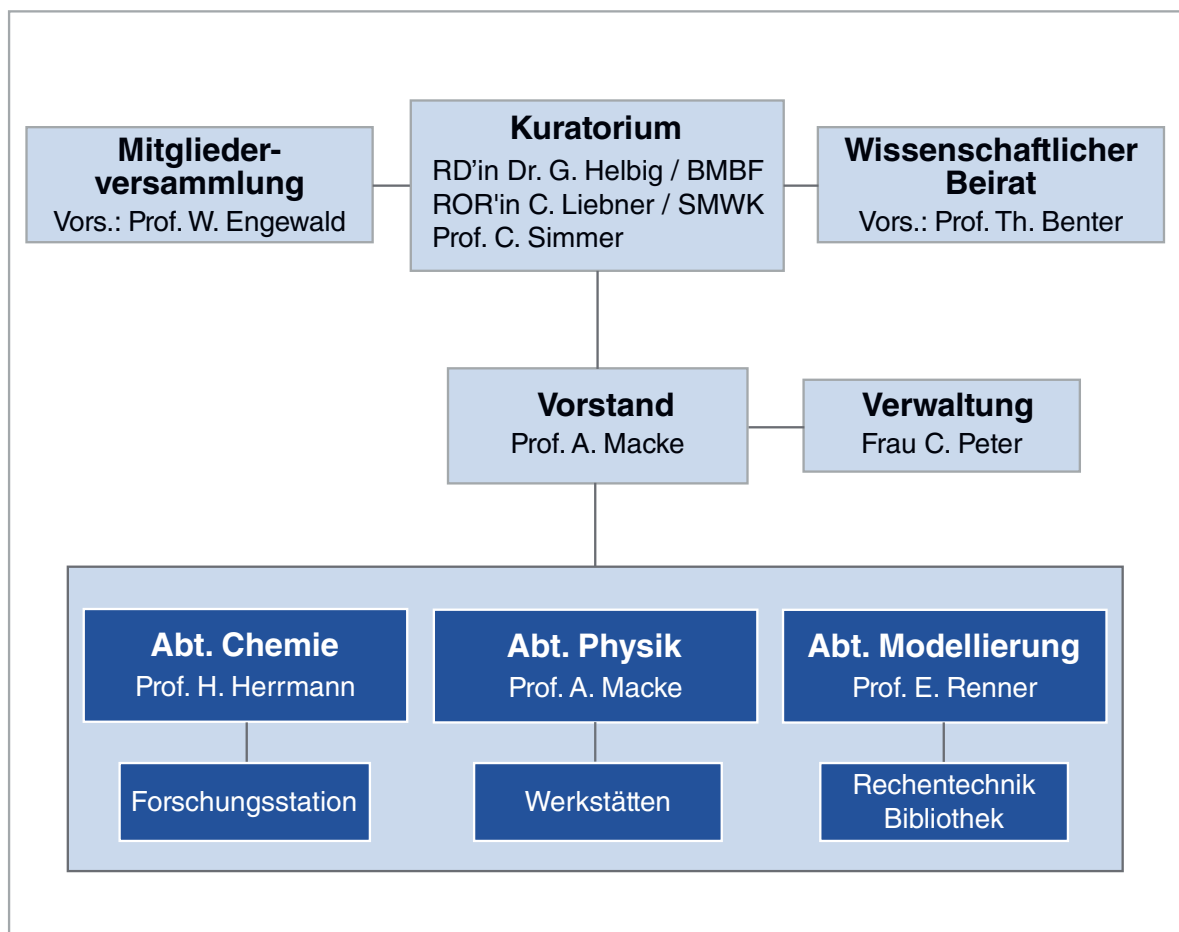 Mitglieder-
versammlung
Vors.: Prof. W. Engewald
Kuratorium
RD’in Dr. G. Helbig / BMBF
ROR'in C. Liebner / SMWK
Prof. C. Simmer
Wissenschaftlicher
Beirat
Vors.: Prof. Th. Benter
Vorstand
Prof. A. Macke
Verwaltung
Frau C. Peter
Abt. Chemie
Prof. H. Herrmann
Abt. Physik
Prof. A. Macke
Abt. Modellierung
Prof. E. Renner
Forschungsstation
Werkstätten
Rechentechnik
Bibliothek